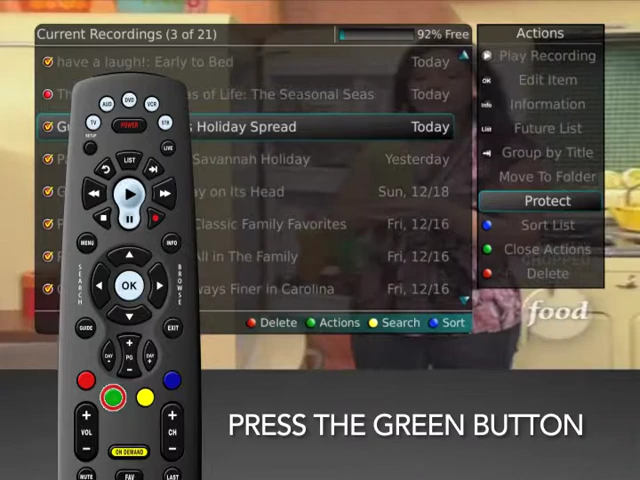 Current Recordings (3 of 21)
92% Free
have a laugh!: Early to Bed
Today
as of Life: The Seasonal Seas
Today
s Holiday Spread
Today
Savannah Holiday
Yesterday
ay on Its Head
Sun, 12/18
Classic Family Favorites
Fri, 12/16
All in The Family
Fri, 12/16
ways Finer in Carolina
Fri, 12/16
Delete Actions Search Sort
Actions
Play Recording
OK Edit Item
Info Information
List Future List
Group by Title
Move To Folder
Protect
Sort List
Close Actions
Delete
CHOPPED
food
AUD DVD VCR
TV POWER STB
SETUP
LIVE
LIST
MENU INFO
SEARCH
BROWSE
OK
GUIDE EXIT
+
DAY - PG DAY +
-
+ +
VOL CH
- -
ON DEMAND
MUTE FAV LAST
PRESS THE GREEN BUTTON